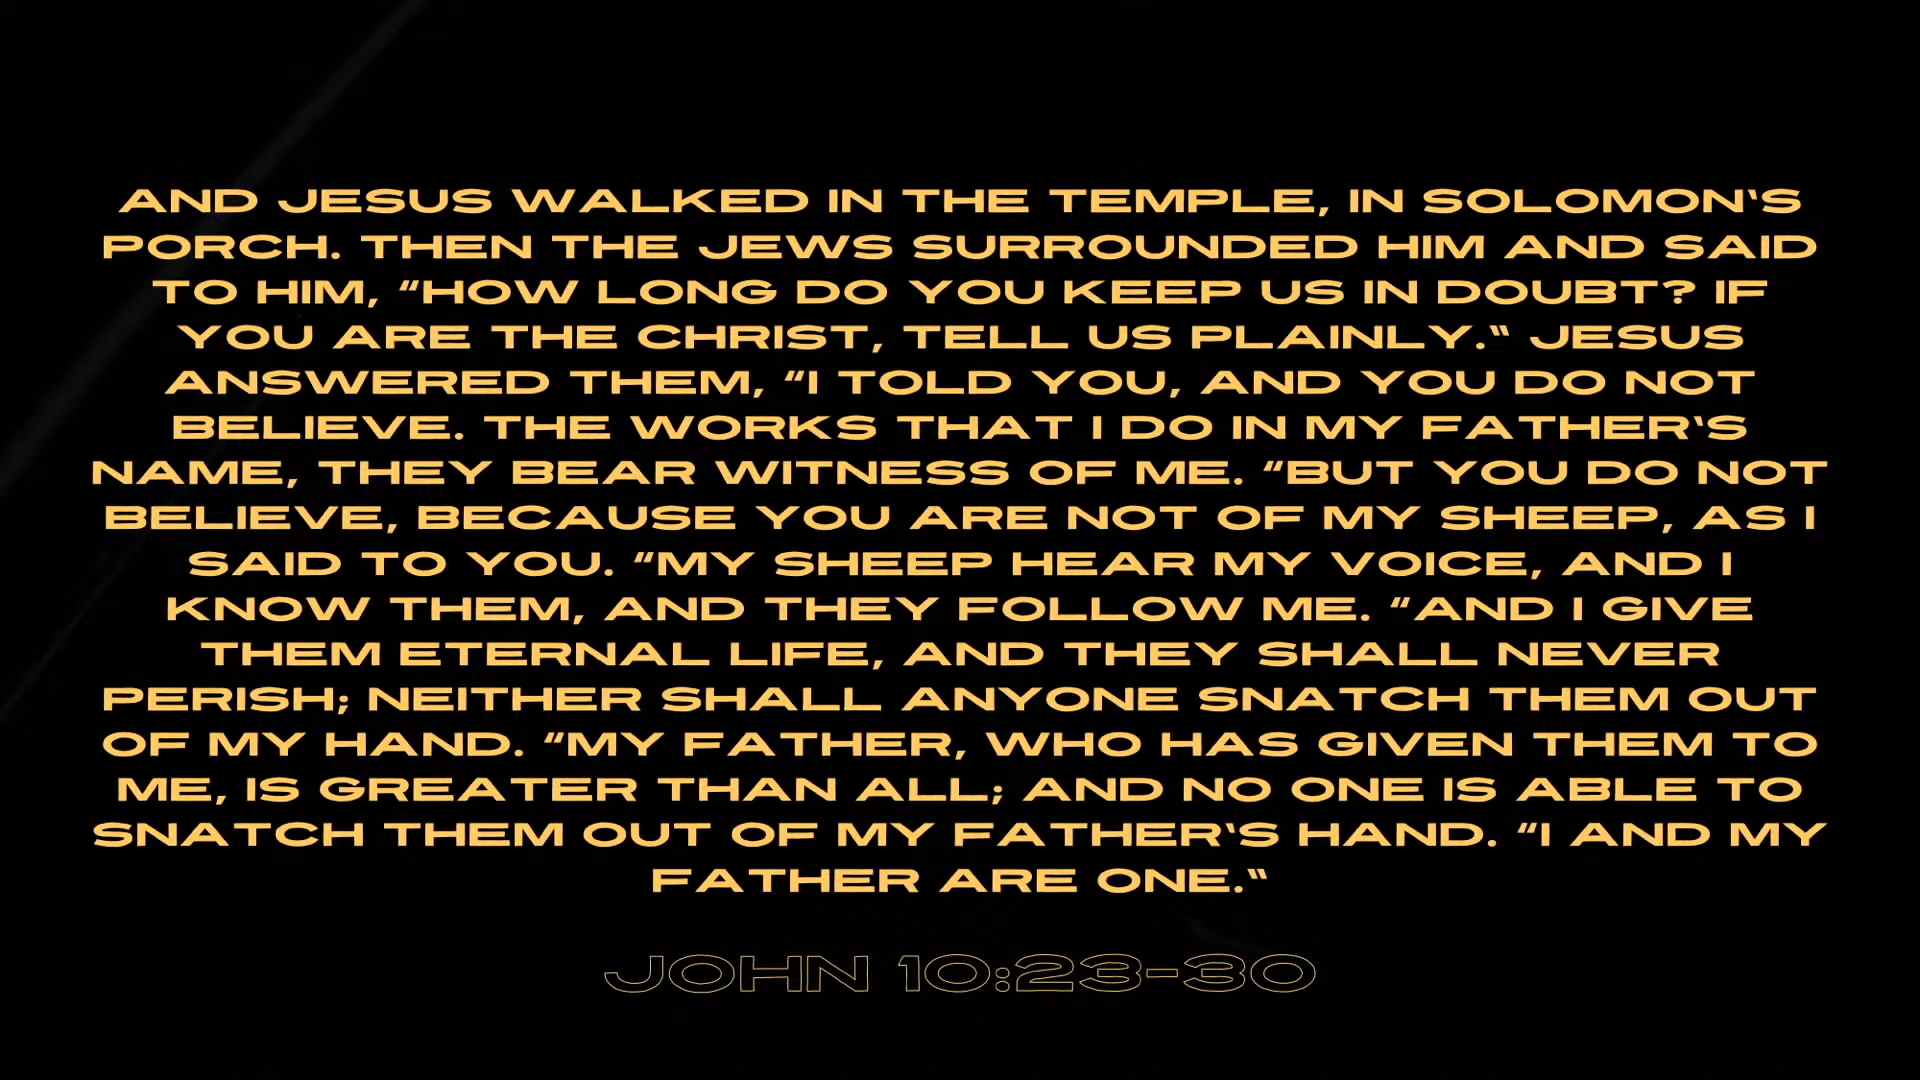 AND JESUS WALKED IN THE TEMPLE, IN SOLOMON‘S
PORCH. THEN THE JEWS SURROUNDED HIM AND SAID
TO HIM, “HOW LONG DO YOU KEEP US IN DOUBT? IF
YOU ARE THE CHRIST, TELL US PLAINLY.“ JESUS
ANSWERED THEM, “I TOLD YOU, AND YOU DO NOT
BELIEVE. THE WORKS THAT I DO IN MY FATHER‘S
NAME, THEY BEAR WITNESS OF ME. “BUT YOU DO NOT
BELIEVE, BECAUSE YOU ARE NOT OF MY SHEEP, AS I
SAID TO YOU. “MY SHEEP HEAR MY VOICE, AND I
KNOW THEM, AND THEY FOLLOW ME. “AND I GIVE
THEM ETERNAL LIFE, AND THEY SHALL NEVER
PERISH; NEITHER SHALL ANYONE SNATCH THEM OUT
OF MY HAND. “MY FATHER, WHO HAS GIVEN THEM TO
ME, IS GREATER THAN ALL; AND NO ONE IS ABLE TO
SNATCH THEM OUT OF MY FATHER‘S HAND. “I AND MY
FATHER ARE ONE.“
JOHN 10:23-30